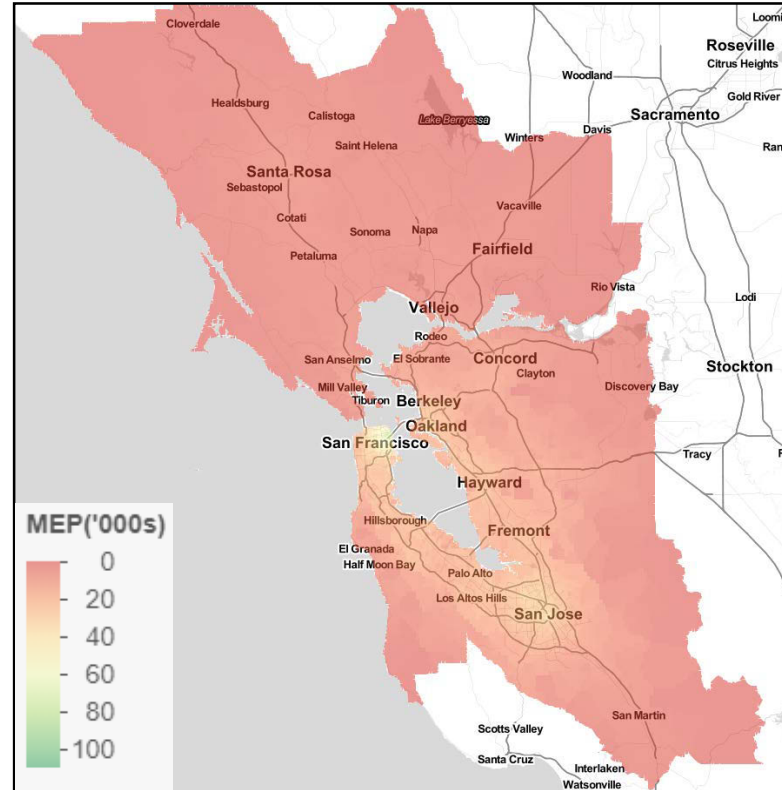 Cloverdale
Roseville
Citrus Heights
Woodland
Healdsburg
Gold River
Calistoga
Lake Berryessa
Sacramento
Saint Helena
Winters
Davis
Santa Rosa
Sebastopol
Vacaville
Cotati
Sonoma
Napa
Petaluma
Fairfield
Rio Vista
Lodi
Vallejo
Rodeo
San Anselmo
El Sobrante
Concord
Clayton
Stockton
Mill Valley
Discovery Bay
Tiburon
Berkeley
Oakland
San Francisco
Tracy
Hayward
MEP('000s)
0
20
40
60
80
100
Hillsborough
Fremont
El Granada
Half Moon Bay
Palo Alto
Los Altos Hills
San Jose
San Martin
Scotts Valley
Santa Cruz
Interlaken
Watsonville